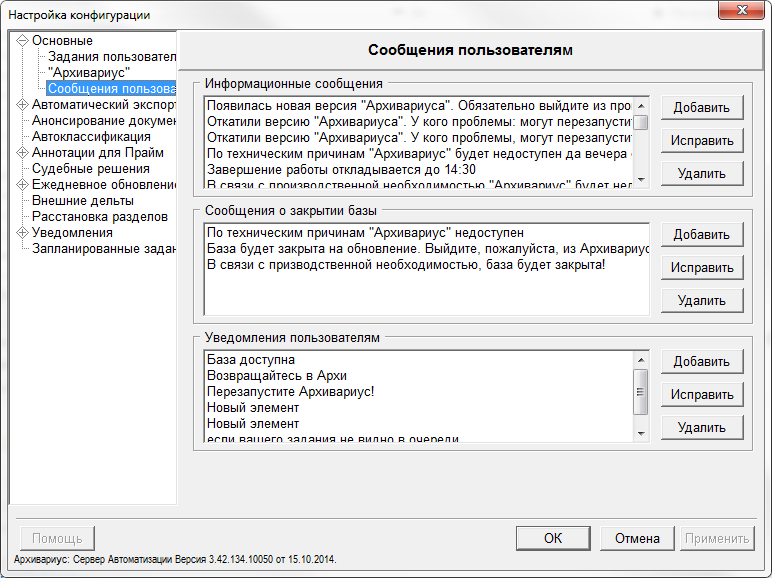 Настройка конфигурации
Основные
Задания пользовател
"Архивариус"
Сообщения пользова
Автоматический экспорт
Анонсирование докумен
Автоклассификация
Аннотации для Прайм
Судебные решения
Ежедневное обновление
Внешние дельты
Расстановка разделов
Уведомления
Запланированные задан
Сообщения пользователям
Информационные сообщения
Появилась новая версия "Архивариуса". Обязательно выйдите из про
Откатили версию "Архивариуса". У кого проблемы: могут перезапустит
Откатили версию "Архивариуса". У кого проблемы, могут перезапустит
По техническим причинам "Архивариус" будет недоступен да вечера
Завершение работы откладывается до 14:30
В связи с производственной необходимостью "Архивариус" будет нед
Добавить
Исправить
Удалить
Сообщения о закрытии базы
По техническим причинам "Архивариус" недоступен
База будет закрыта на обновление. Выйдите, пожалуйста, из Архивариус
В связи с призводственной необходимостью, база будет закрыта!
Добавить
Исправить
Удалить
Уведомления пользователям
База доступна
Возвращайтесь в Архи
Перезапустите Архивариус!
Новый элемент
Новый элемент
если вашего задания не видно в очереди
Добавить
Исправить
Удалить
Помощь
ОК
Отмена
Применить
Архивариус: Сервер Автоматизации Версия 3.42.134.10050 от 15.10.2014.